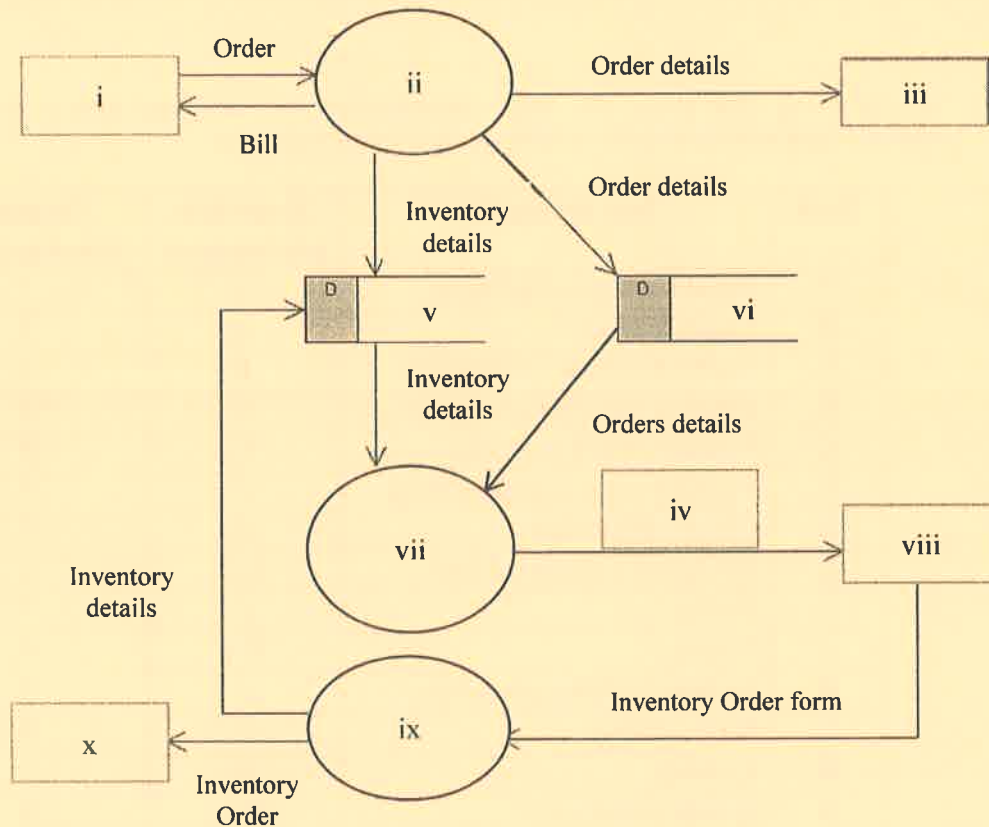 Order
i
ii
Order details
iii
Bill
Order details
Inventory
details
D
v
D
vi
Inventory
details
Orders details
iv
vii
viii
Inventory
details
Inventory Order form
ix
x
Inventory
Order